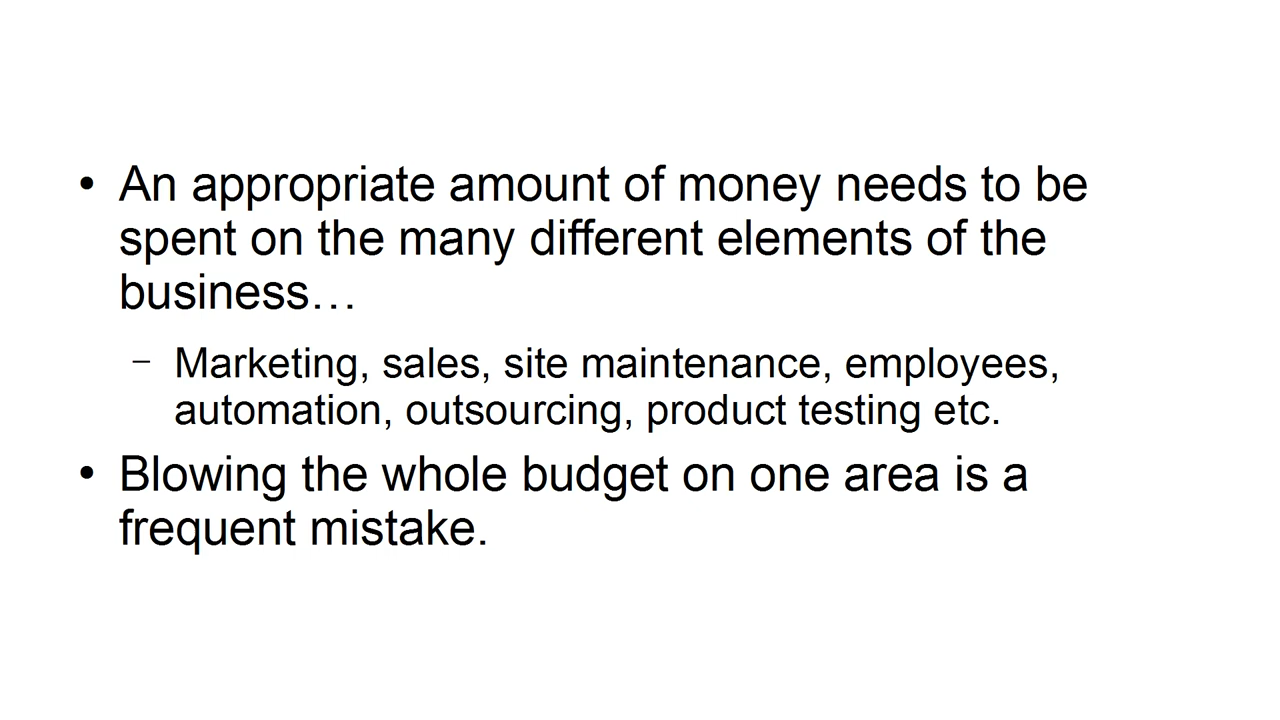 • An appropriate amount of money needs to be
spent on the many different elements of the
business…
– Marketing, sales, site maintenance, employees,
automation, outsourcing, product testing etc.
• Blowing the whole budget on one area is a
frequent mistake.